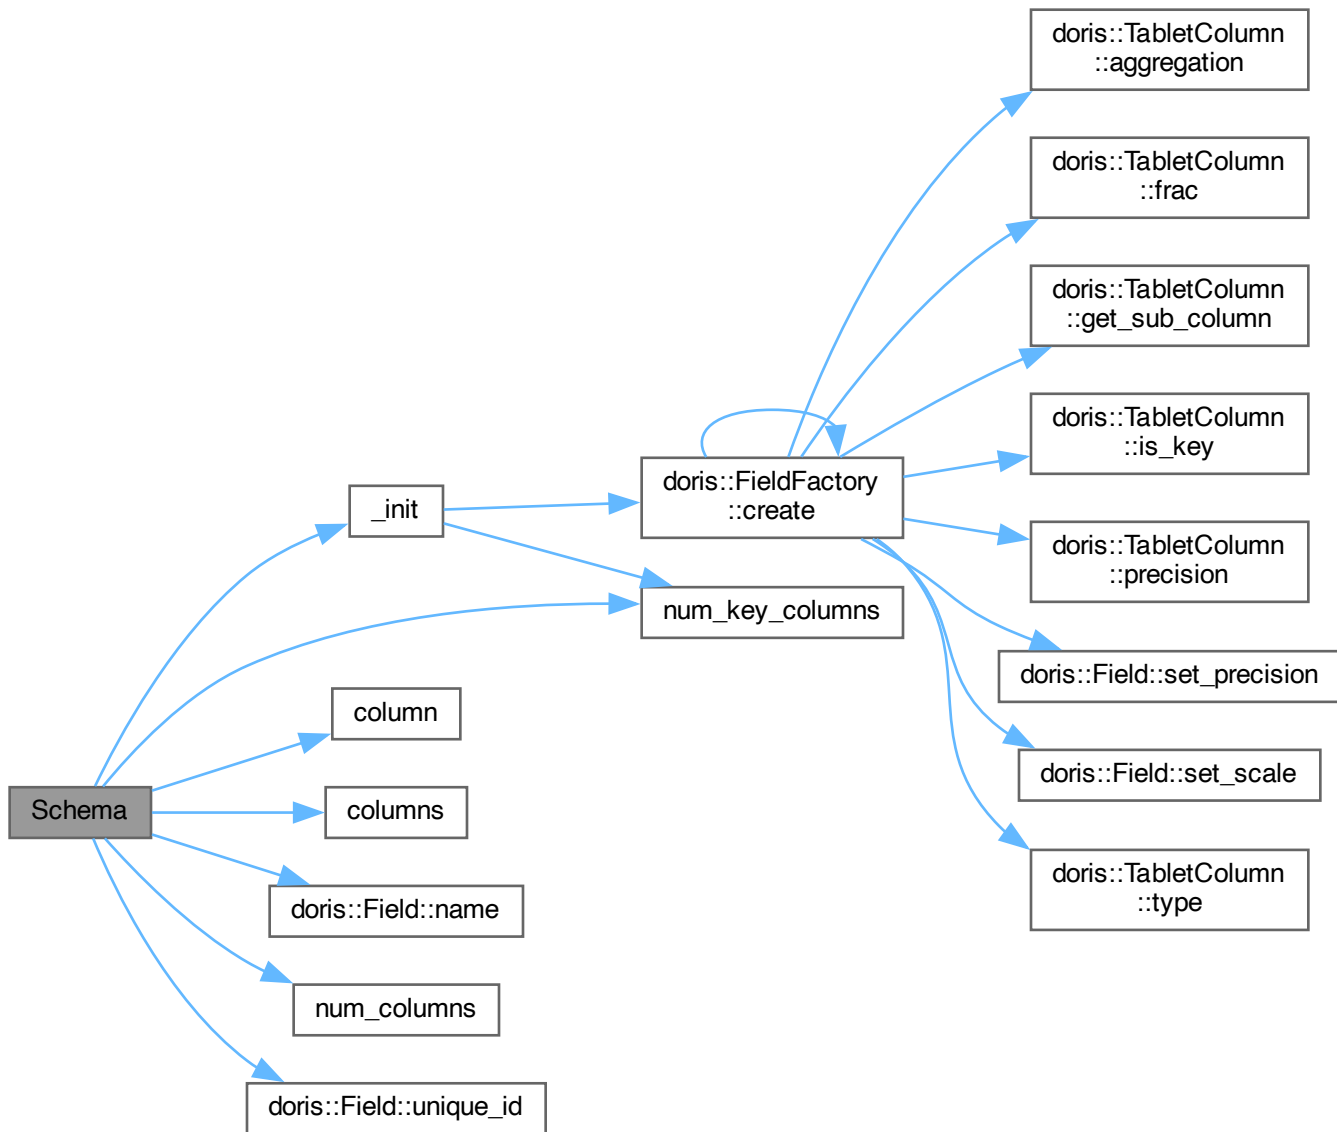 Schema
_init
column
columns
doris::Field::name
num_columns
doris::Field::unique_id
doris::FieldFactory
::create
num_key_columns
doris::TabletColumn
::aggregation
doris::TabletColumn
::frac
doris::TabletColumn
::get_sub_column
doris::TabletColumn
::is_key
doris::TabletColumn
::precision
doris::Field::set_precision
doris::Field::set_scale
doris::TabletColumn
::type